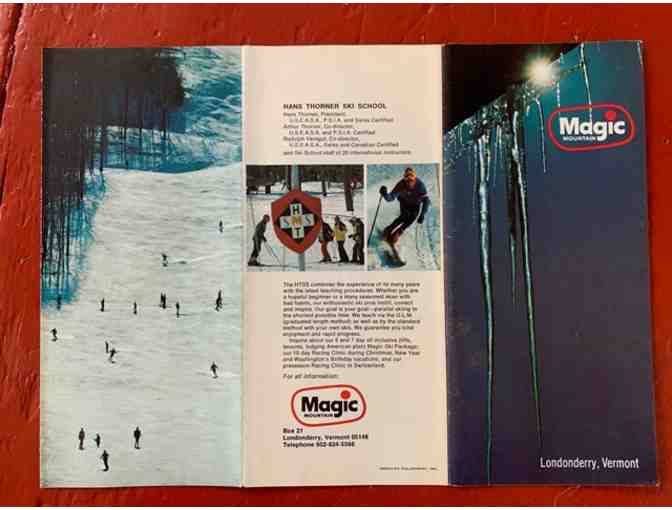 HANS THORNER SKI SCHOOL
Hans Thorner, President,
U.S.E.A.S.A., P.S.I.A. and Swiss Certified
Arthur Thorner, Co-director,
U.S.E.A.S.A. and P.S.I.A. Certified
Rudolph Vonegut, Co-director,
U.S.E.A.S.A., Swiss and Canadian Certified
and Ski School staff of 20 international instructors.
H
SMS
T
The HTSS combines the experience of its many years
with the latest teaching procedures. Whether you are
a hopeful beginner or a many seasoned skier with
bad habits, our enthusiastic ski pros instill, correct
and inspire. Our goal is your goal—parallel skiing in
the shortest possible time. We teach via the G.L.M.
(graduated length method) as well as by the standard
method with your own skis. We guarantee you total
enjoyment and rapid progress.
Inquire about our 5 and 7 day all inclusive (lifts,
lessons, lodging American plan) Magic Ski Package;
our 10 day Racing Clinic during Christmas, New Year
and Washington's Birthday vacations; and our
preseason Racing Clinic in Switzerland.
For all information:
Magic
MOUNTAIN
Box 21
Londonderry, Vermont 05148
Telephone 802-824-5566
Magic
MOUNTAIN
Londonderry, Vermont